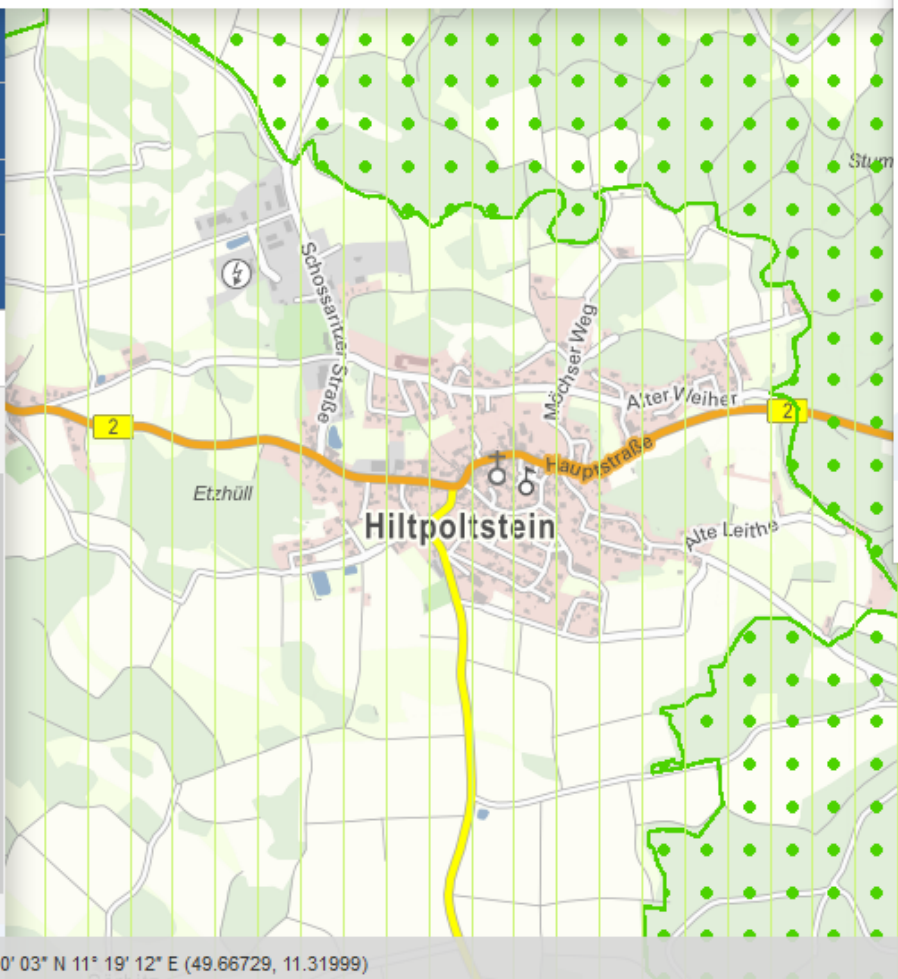 Stum
Schossaritzer Straße
Möchser Weg
Alter Weiher
2
2
Hauptstraße
Etzhüll
Hiltpoltstein
Alte Leithe
0' 03" N 11° 19' 12" E (49.66729, 11.31999)